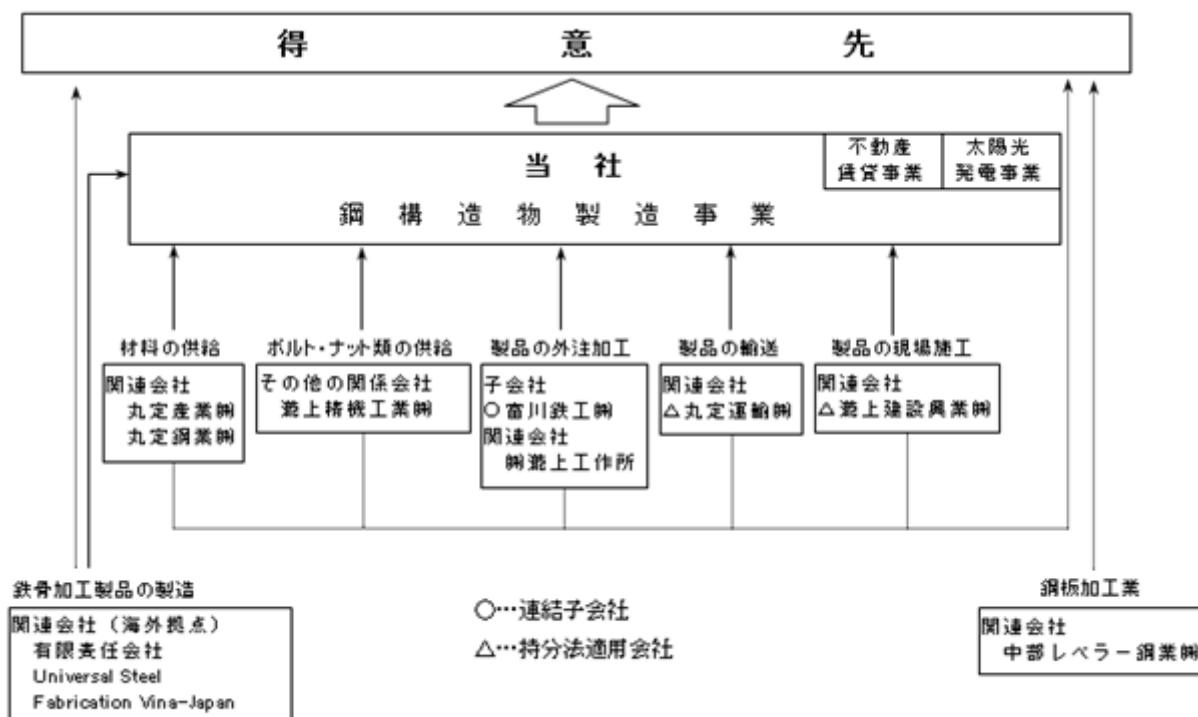 得意先
当社
不動産
賃貸事業
太陽光
発電事業
鋼構造物製造事業
材料の供給
関連会社
丸定産業㈱
丸定鋼業㈱
ボルト・ナット類の供給
その他の関係会社
瀧上精機工業㈱
製品の外注加工
子会社
○富川鉄工㈱
関連会社
㈱瀧上工作所
製品の輸送
関連会社
△丸定運輸㈱
製品の現場施工
関連会社
△瀧上建設興業㈱
鉄骨加工製品の製造
関連会社（海外拠点）
有限責任会社
Universal Steel
Fabrication Vina-Japan
○…連結子会社
△…持分法適用会社
鋼板加工業
関連会社
中部レベラー鋼業㈱